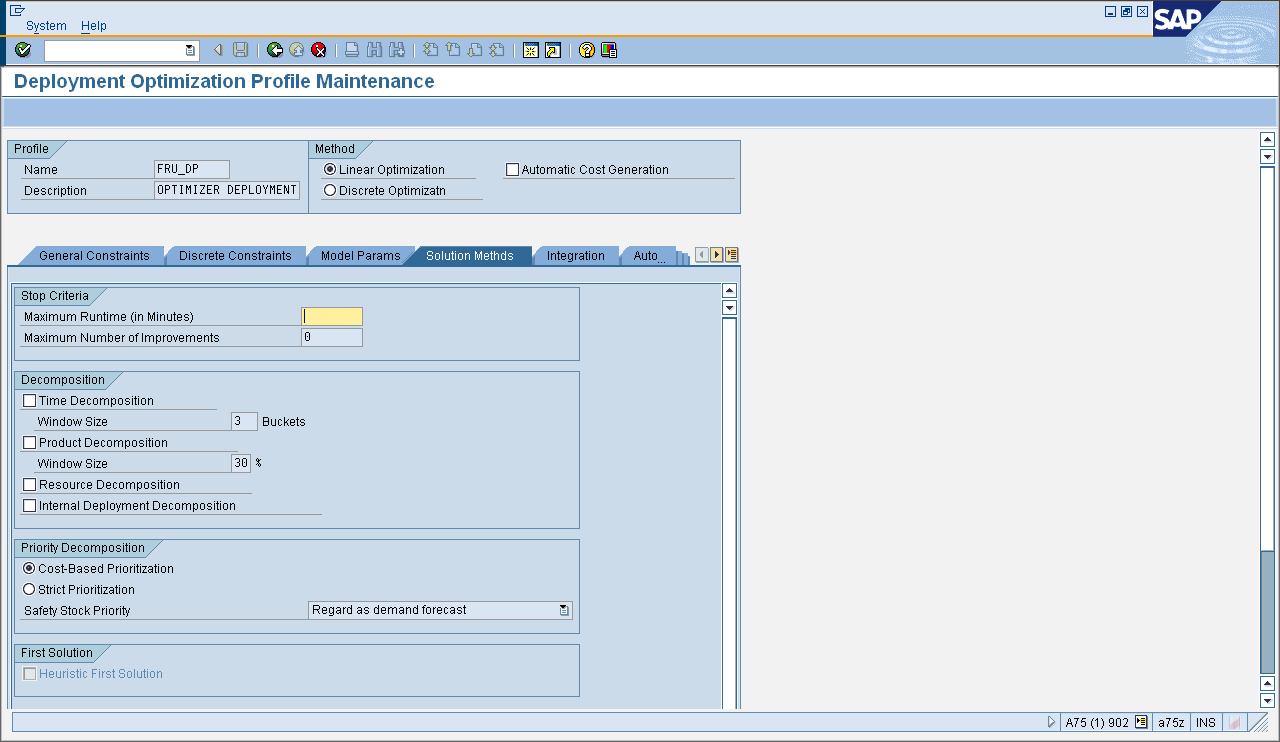 System Help
SAP
Deployment Optimization Profile Maintenance
Profile
Name FRU_DP
Description OPTIMIZER DEPLOYMENT
Method
Linear Optimization Automatic Cost Generation
Discrete Optimizatn
General Constraints Discrete Constraints Model Params Solution Methds Integration Auto...
Stop Criteria
Maximum Runtime (in Minutes)
Maximum Number of Improvements 0
Decomposition
Time Decomposition
Window Size 3 Buckets
Product Decomposition
Window Size 30 %
Resource Decomposition
Internal Deployment Decomposition
Priority Decomposition
Cost-Based Prioritization
Strict Prioritization
Safety Stock Priority Regard as demand forecast
First Solution
Heuristic First Solution
A75 (1) 902 a75z INS